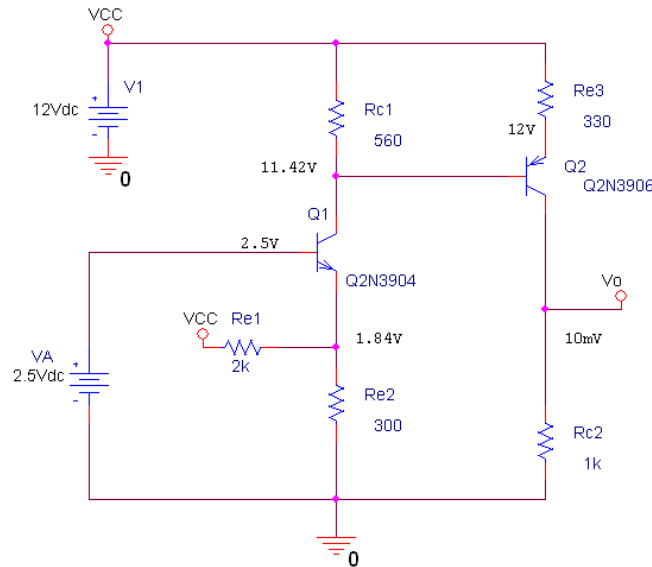 VCC
V1
12Vdc
+
-
0
Rc1
560
Re3
330
12V
11.42V
Q2
Q2N3906
Q1
2.5V
Q2N3904
VCC
Re1
2k
1.84V
Vo
10mV
VA
2.5Vdc
+
-
Re2
300
Rc2
1k
0